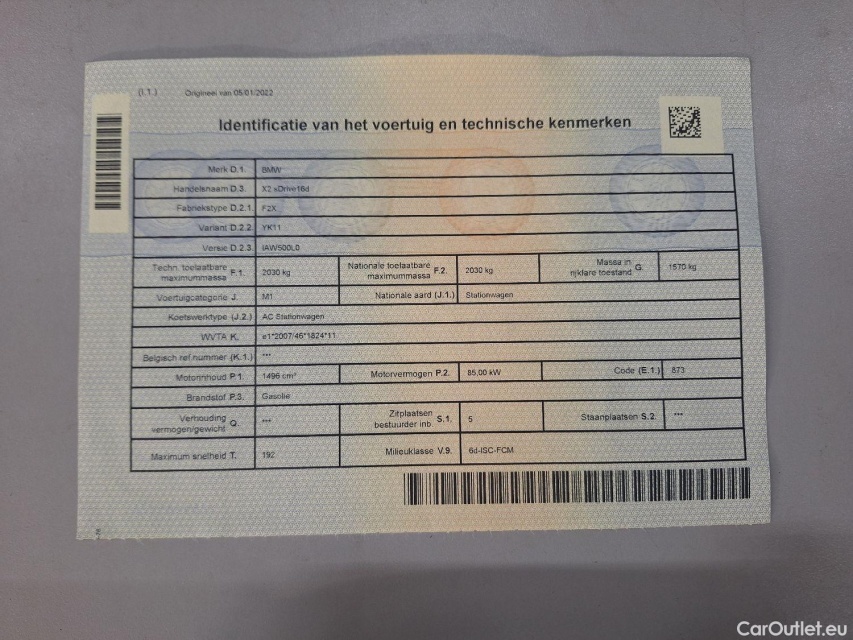 (I.1.) Origineel van 05/01/2022
Identificatie van het voertuig en technische kenmerken
Merk D.1. BMW
Handelsnaam D.3. X2 sDrive16d
Fabriekstype D.2.1. F2X
Variant D.2.2. YK11
Versie D.2.3. IAW500L0
Techn. toelaatbare maximummassa F.1. 2030 kg Nationale toelaatbare maximummassa F.2. 2030 kg Massa in rijklare toestand G. 1570 kg
Voertuigcategorie J. M1 Nationale aard (J.1.) Stationwagen
Koetswerktype (J.2.) AC Stationwagen
WVTA K. e1*2007/46*1824*11
Belgisch ref.nummer (K.1.) ***
Motorinhoud P.1. 1496 cm³ Motorvermogen P.2. 85,00 kW Code (E.1.) 873
Brandstof P.3. Gasolie
Verhouding vermogen/gewicht Q. *** Zitplaatsen bestuurder inb. S.1. 5 Staanplaatsen S.2. ***
Maximum snelheid T. 192 Milieuklasse V.9. 6d-ISC-FCM
CarOutlet.eu